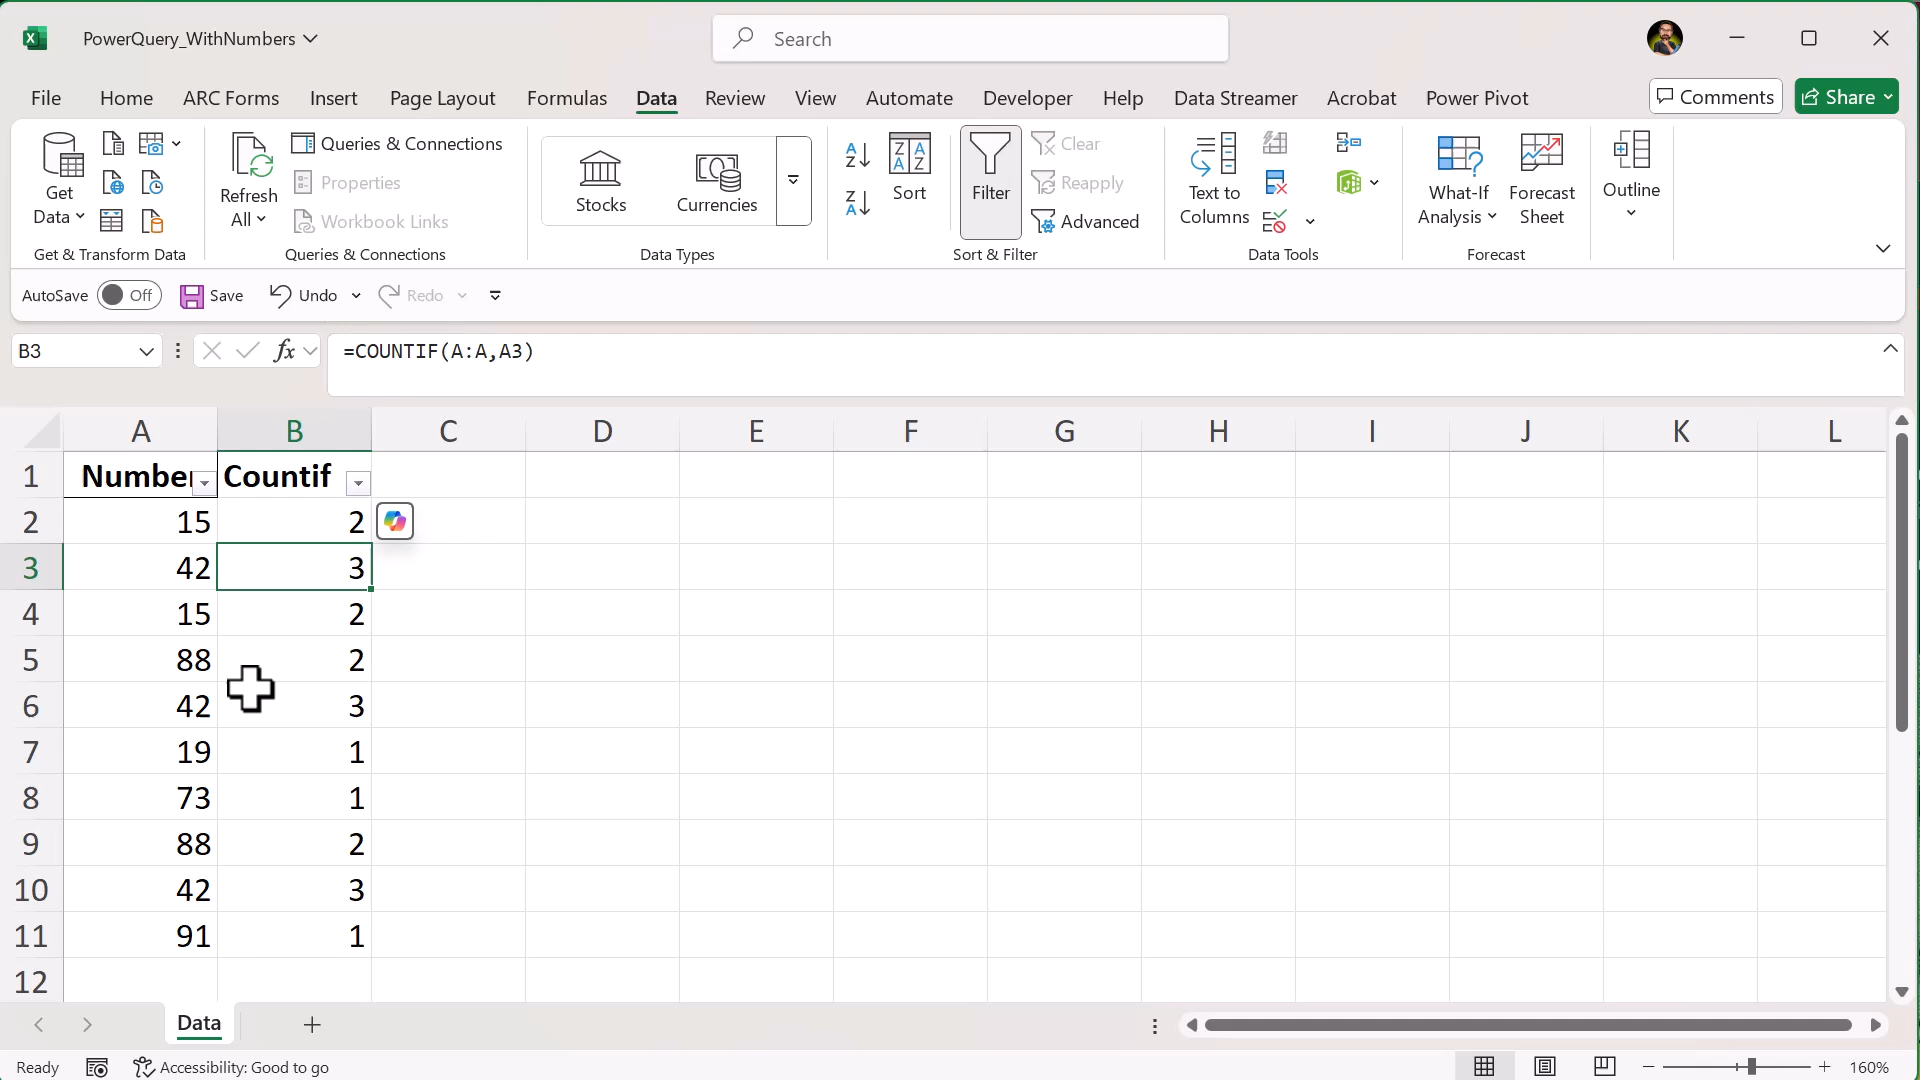 PowerQuery_WithNumbers
Search
File Home ARC Forms Insert Page Layout Formulas Data Review View Automate Developer Help Data Streamer Acrobat Power Pivot Comments Share
Get Data
Get & Transform Data
Refresh All
Queries & Connections
Properties
Workbook Links
Queries & Connections
Stocks
Currencies
Data Types
Sort
Filter
Clear
Reapply
Advanced
Sort & Filter
Text to Columns
Data Tools
What-If Analysis
Forecast Sheet
Forecast
Outline
AutoSave Off Save Undo Redo
B3 fx =COUNTIF(A:A,A3)
A B C D E F G H I J K L
1 Number Countif
2 15 2
3 42 3
4 15 2
5 88 2
6 42 3
7 19 1
8 73 1
9 88 2
10 42 3
11 91 1
12
Data
Ready Accessibility: Good to go 160%